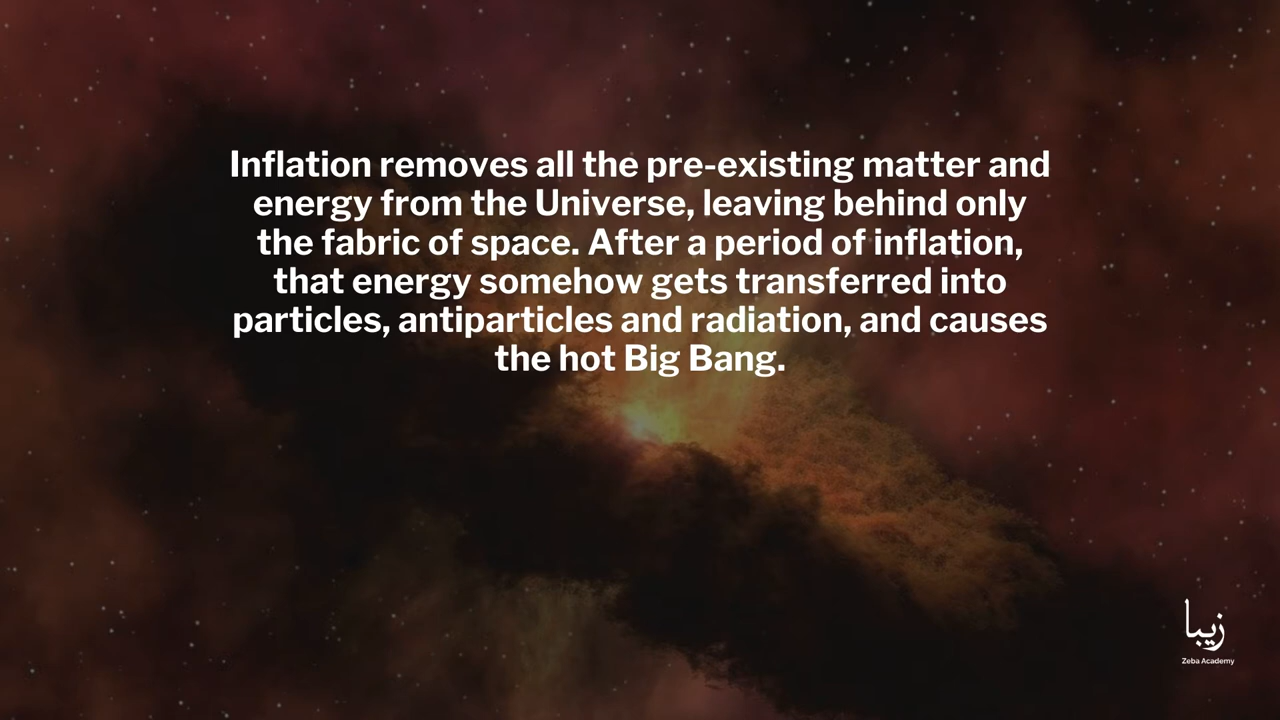 Inflation removes all the pre-existing matter and
energy from the Universe, leaving behind only
the fabric of space. After a period of inflation,
that energy somehow gets transferred into
particles, antiparticles and radiation, and causes
the hot Big Bang.
زیبا
Zeba Academy